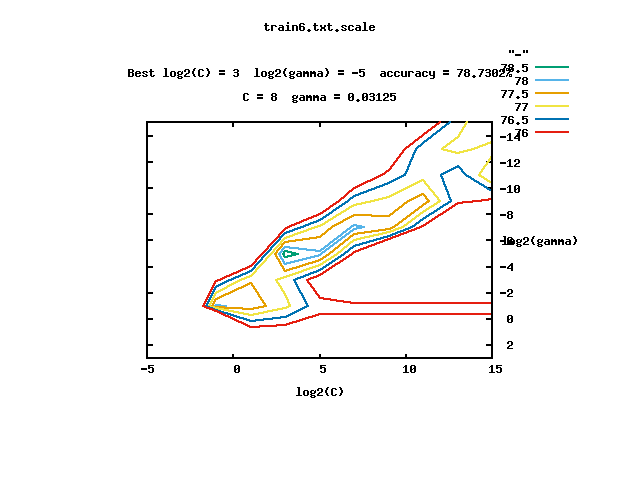 train6.txt.scale
"-"
Best log2(C) = 3  log2(gamma) = -5  accuracy = 78.7302%
78.5
78
C = 8  gamma = 0.03125
77.5
77
76.5
76
-14
-12
-10
-8
-6
log2(gamma)
-4
-2
0
2
-5 0 5 10 15
log2(C)